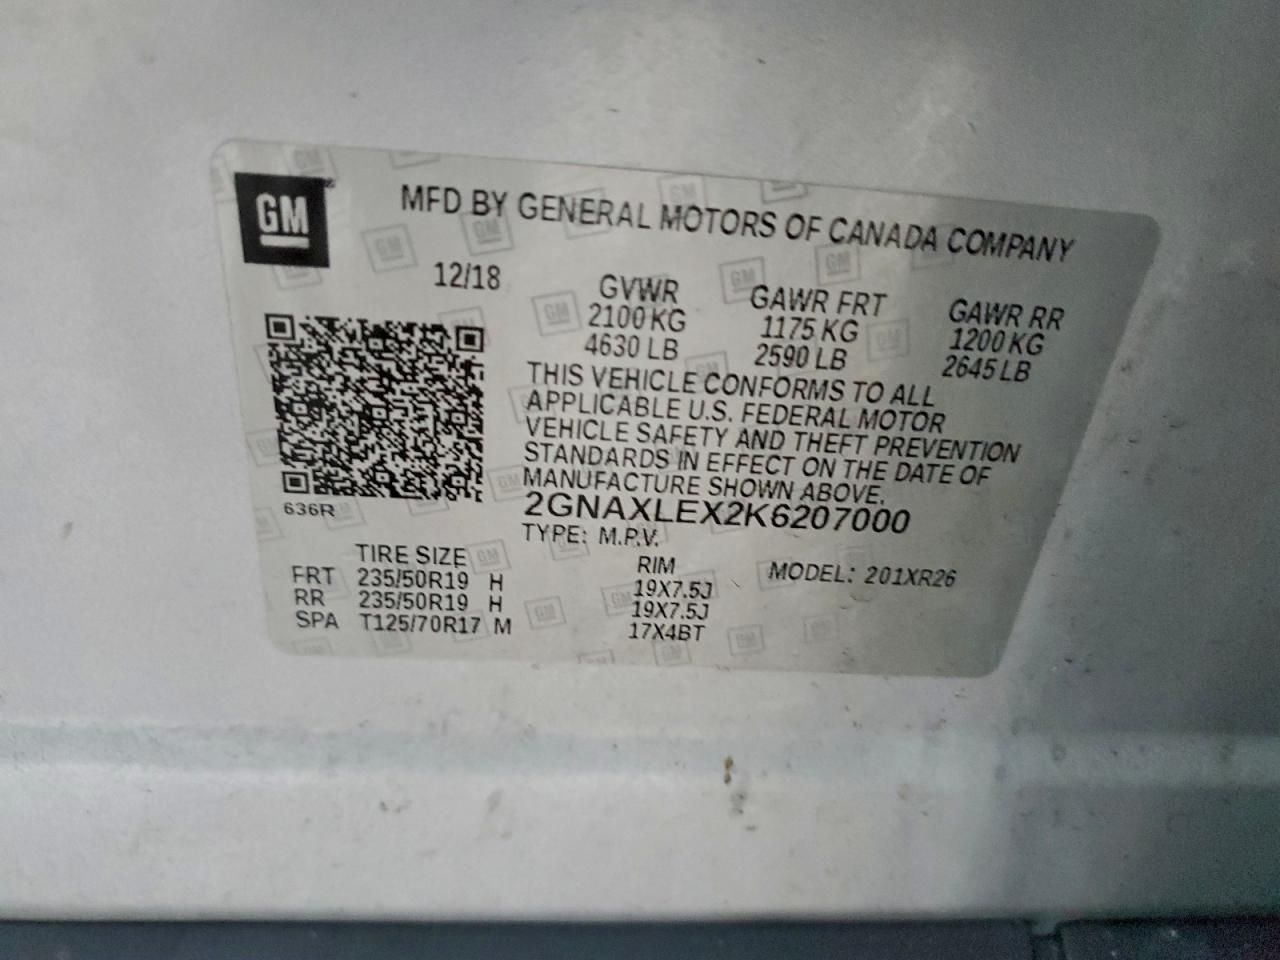 GM
MFD BY GENERAL MOTORS OF CANADA COMPANY
12/18
GVWR GAWR FRT GAWR RR
2100 KG 1175 KG 1200 KG
4630 LB 2590 LB 2645 LB
THIS VEHICLE CONFORMS TO ALL
APPLICABLE U.S. FEDERAL MOTOR
VEHICLE SAFETY AND THEFT PREVENTION
STANDARDS IN EFFECT ON THE DATE OF
MANUFACTURE SHOWN ABOVE.
2GNAXLEX2K6207000
636R
TYPE: M.P.V. MODEL: 201XR26
TIRE SIZE RIM
FRT 235/50R19 H 19X7.5J
RR 235/50R19 H 19X7.5J
SPA T125/70R17 M 17X4BT